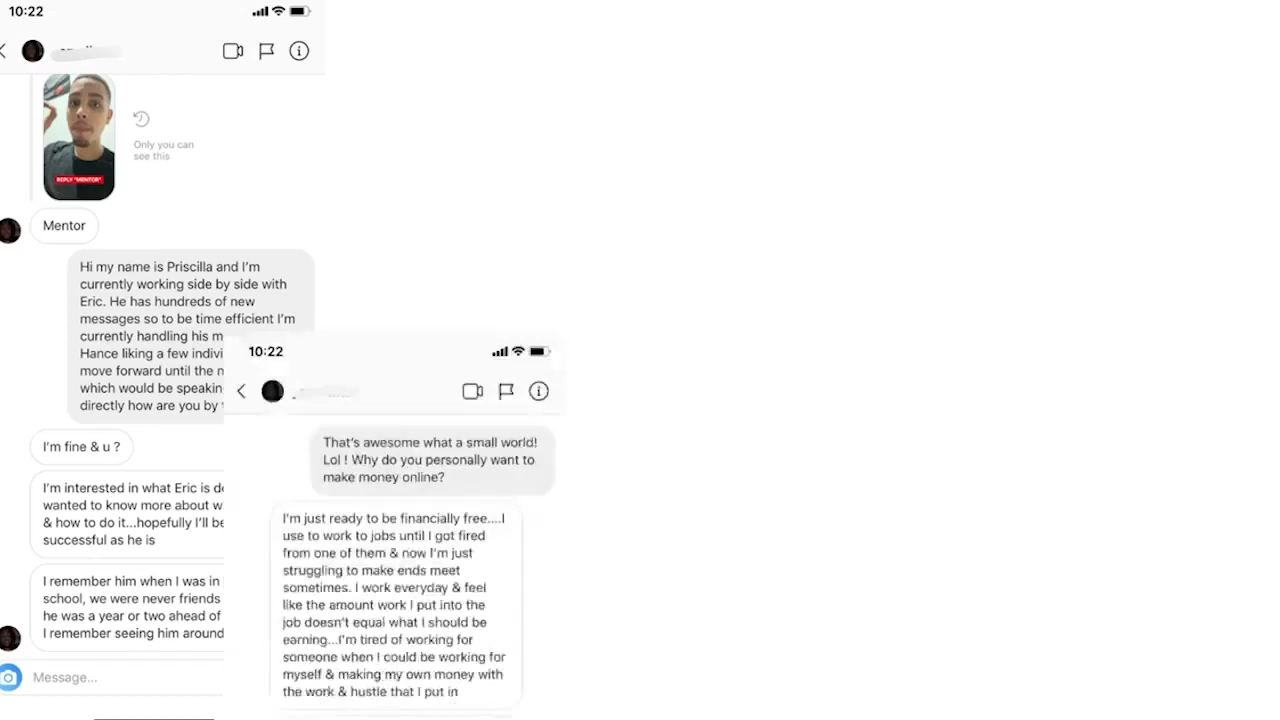 10:22
Only you can
see this
REPLY "MENTOR"
Mentor
Hi my name is Priscilla and I'm
currently working side by side with
Eric. He has hundreds of new
messages so to be time efficient I'm
currently handling his
Hance liking a few
move forward until the
which would be speaking
directly how are you by
I'm fine & u ?
I'm interested in what Eric is
wanted to know more about
& how to do it...hopefully I'll be
successful as he is
I remember him when I was in
school, we were never friends
he was a year or two ahead of
I remember seeing him around
Message...
10:22
That's awesome what a small world!
Lol ! Why do you personally want to
make money online?
I'm just ready to be financially free....I
use to work to jobs until I got fired
from one of them & now I'm just
struggling to make ends meet
sometimes. I work everyday & feel
like the amount work I put into the
job doesn't equal what I should be
earning...I'm tired of working for
someone when I could be working for
myself & making my own money with
the work & hustle that I put in